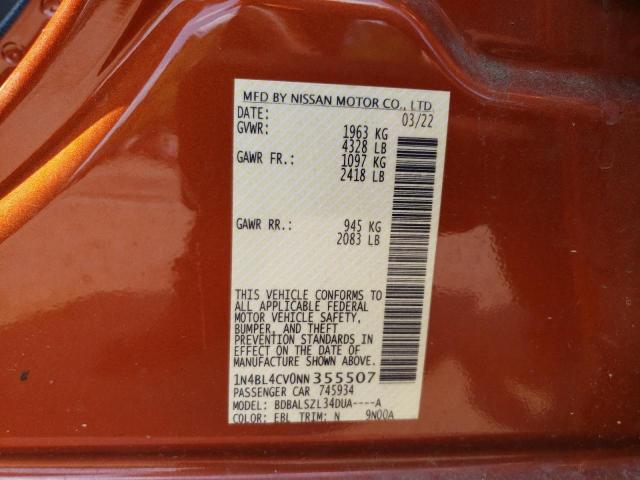 MFD BY NISSAN MOTOR CO., LTD
DATE: 03/22
GVWR: 1963 KG
4328 LB
GAWR FR.: 1097 KG
2418 LB
GAWR RR.: 945 KG
2083 LB
THIS VEHICLE CONFORMS TO
ALL APPLICABLE FEDERAL
MOTOR VEHICLE SAFETY,
BUMPER, AND THEFT
PREVENTION STANDARDS IN
EFFECT ON THE DATE OF
MANUFACTURE SHOWN ABOVE.
1N4BL4CV0NN355507
PASSENGER CAR 745934
MODEL: BDBALSZL34DUA----A
COLOR: EBL TRIM: N 9N00A